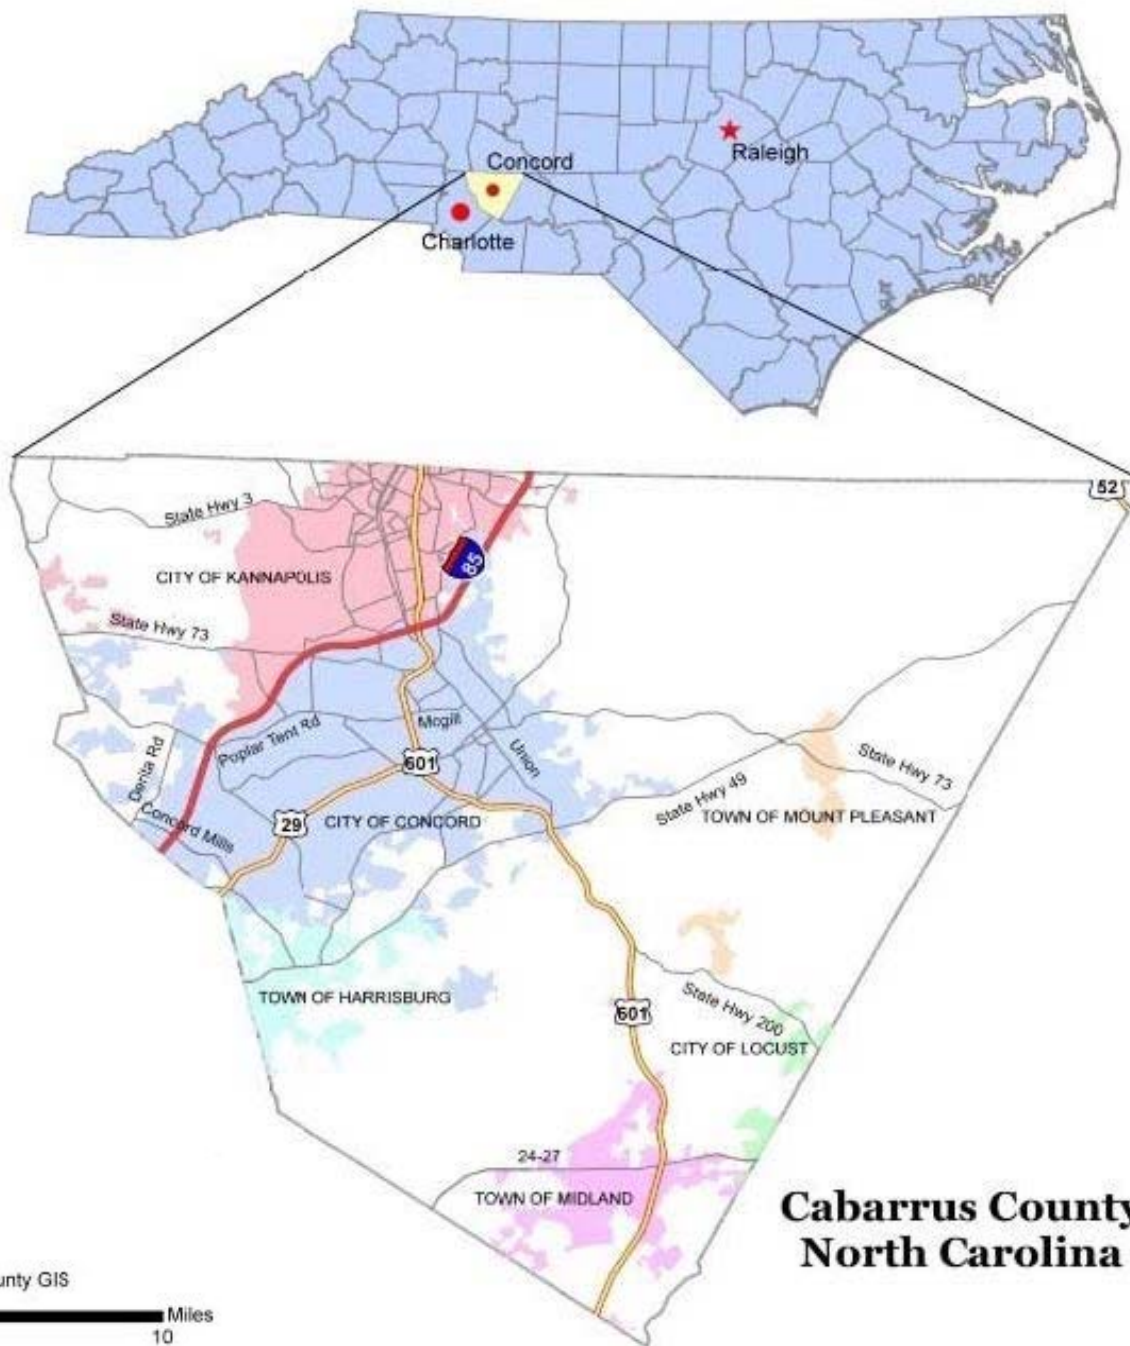 Raleigh
Concord
Charlotte
52
State Hwy 3
85
CITY OF KANNAPOLIS
State Hwy 73
Mcgill
Poplar Tent Rd
Union
Derita Rd
601
State Hwy 73
State Hwy 49
Concord Mills
29
CITY OF CONCORD
TOWN OF MOUNT PLEASANT
TOWN OF HARRISBURG
State Hwy 200
601
CITY OF LOCUST
24-27
TOWN OF MIDLAND
Cabarrus County
North Carolina
unty GIS
Miles
10